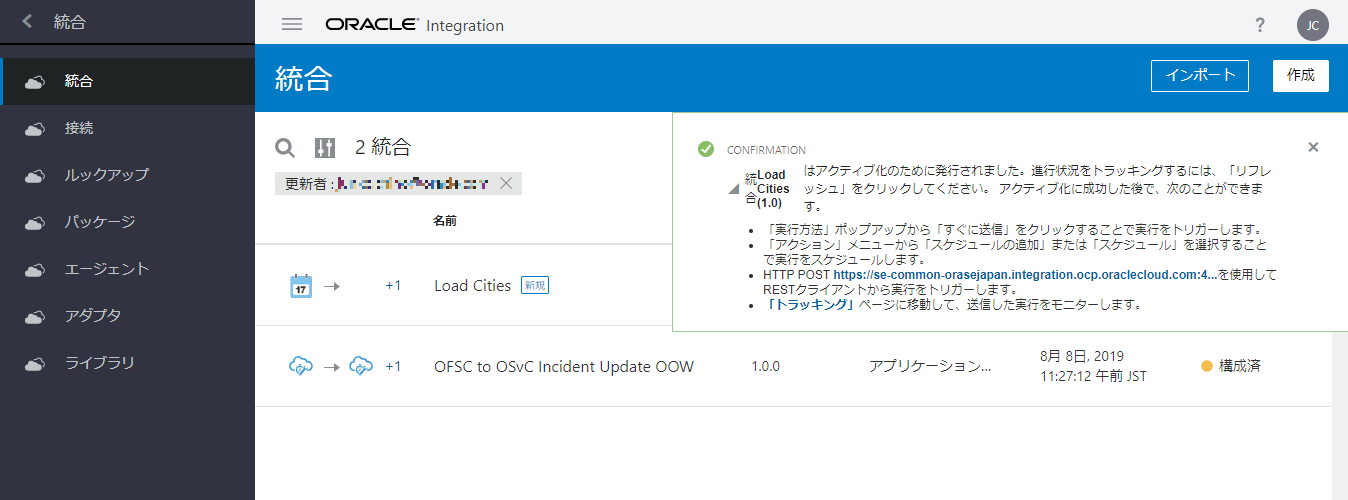 統合
統合
接続
ルックアップ
パッケージ
エージェント
アダプタ
ライブラリ
ORACLE Integration
?
JC
統合
インポート
作成
2 統合
更新者 :
名前
CONFIRMATION
統合 Load Cities (1.0) はアクティブ化のために発行されました。進行状況をトラッキングするには、「リフレ
ッシュ」をクリックしてください。 アクティブ化に成功した後で、次のことができま
す。
• 「実行方法」ポップアップから「すぐに送信」をクリックすることで実行をトリガーします。
• 「アクション」メニューから「スケジュールの追加」または「スケジュール」を選択すること
で実行をスケジュールします。
• HTTP POST https://se-common-orasejapan.integration.ocp.oraclecloud.com:4...を使用して
RESTクライアントから実行をトリガーします。
• 「トラッキング」ページに移動して、送信した実行をモニターします。
17
+1
Load Cities 新規
+1
OFSC to OSvC Incident Update OOW
1.0.0
アプリケーション...
8月 8日, 2019
11:27:12 午前 JST
構成済